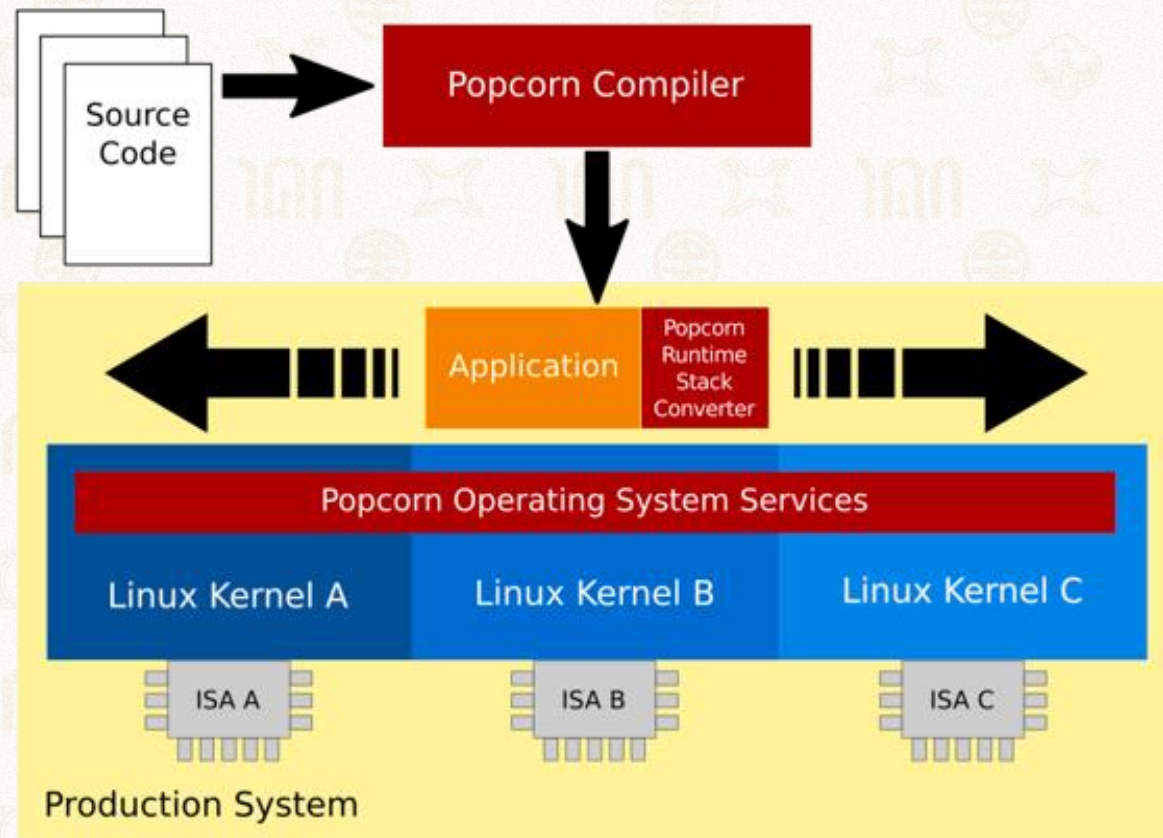 Source
Code
Popcorn Compiler
Application
Popcorn
Runtime
Stack
Converter
Popcorn Operating System Services
Linux Kernel A
Linux Kernel B
Linux Kernel C
ISA A
ISA B
ISA C
Production System